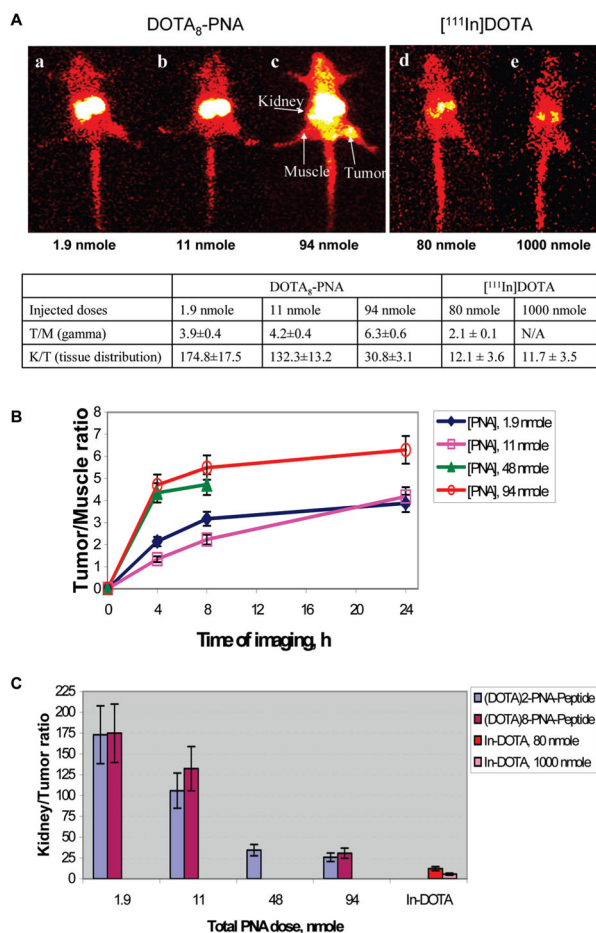 A
DOTA₈-PNA [¹¹¹In]DOTA
a b c d e
Kidney
Muscle Tumor
1.9 nmole 11 nmole 94 nmole 80 nmole 1000 nmole
DOTA₈-PNA [¹¹¹In]DOTA
Injected doses 1.9 nmole 11 nmole 94 nmole 80 nmole 1000 nmole
T/M (gamma) 3.9±0.4 4.2±0.4 6.3±0.6 2.1 ± 0.1 N/A
K/T (tissue distribution) 174.8±17.5 132.3±13.2 30.8±3.1 12.1 ± 3.6 11.7 ± 3.5
B
Tumor/Muscle ratio
8
7
6
5
4
3
2
1
0
0 4 8 12 16 20 24
Time of imaging, h
[PNA], 1.9 nmole
[PNA], 11 nmole
[PNA], 48 nmole
[PNA], 94 nmole
C
Kidney/Tumor ratio
225
200
175
150
125
100
75
50
25
0
1.9 11 48 94 In-DOTA
Total PNA dose, nmole
(DOTA)2-PNA-Peptide
(DOTA)8-PNA-Peptide
In-DOTA, 80 nmole
In-DOTA, 1000 nmole